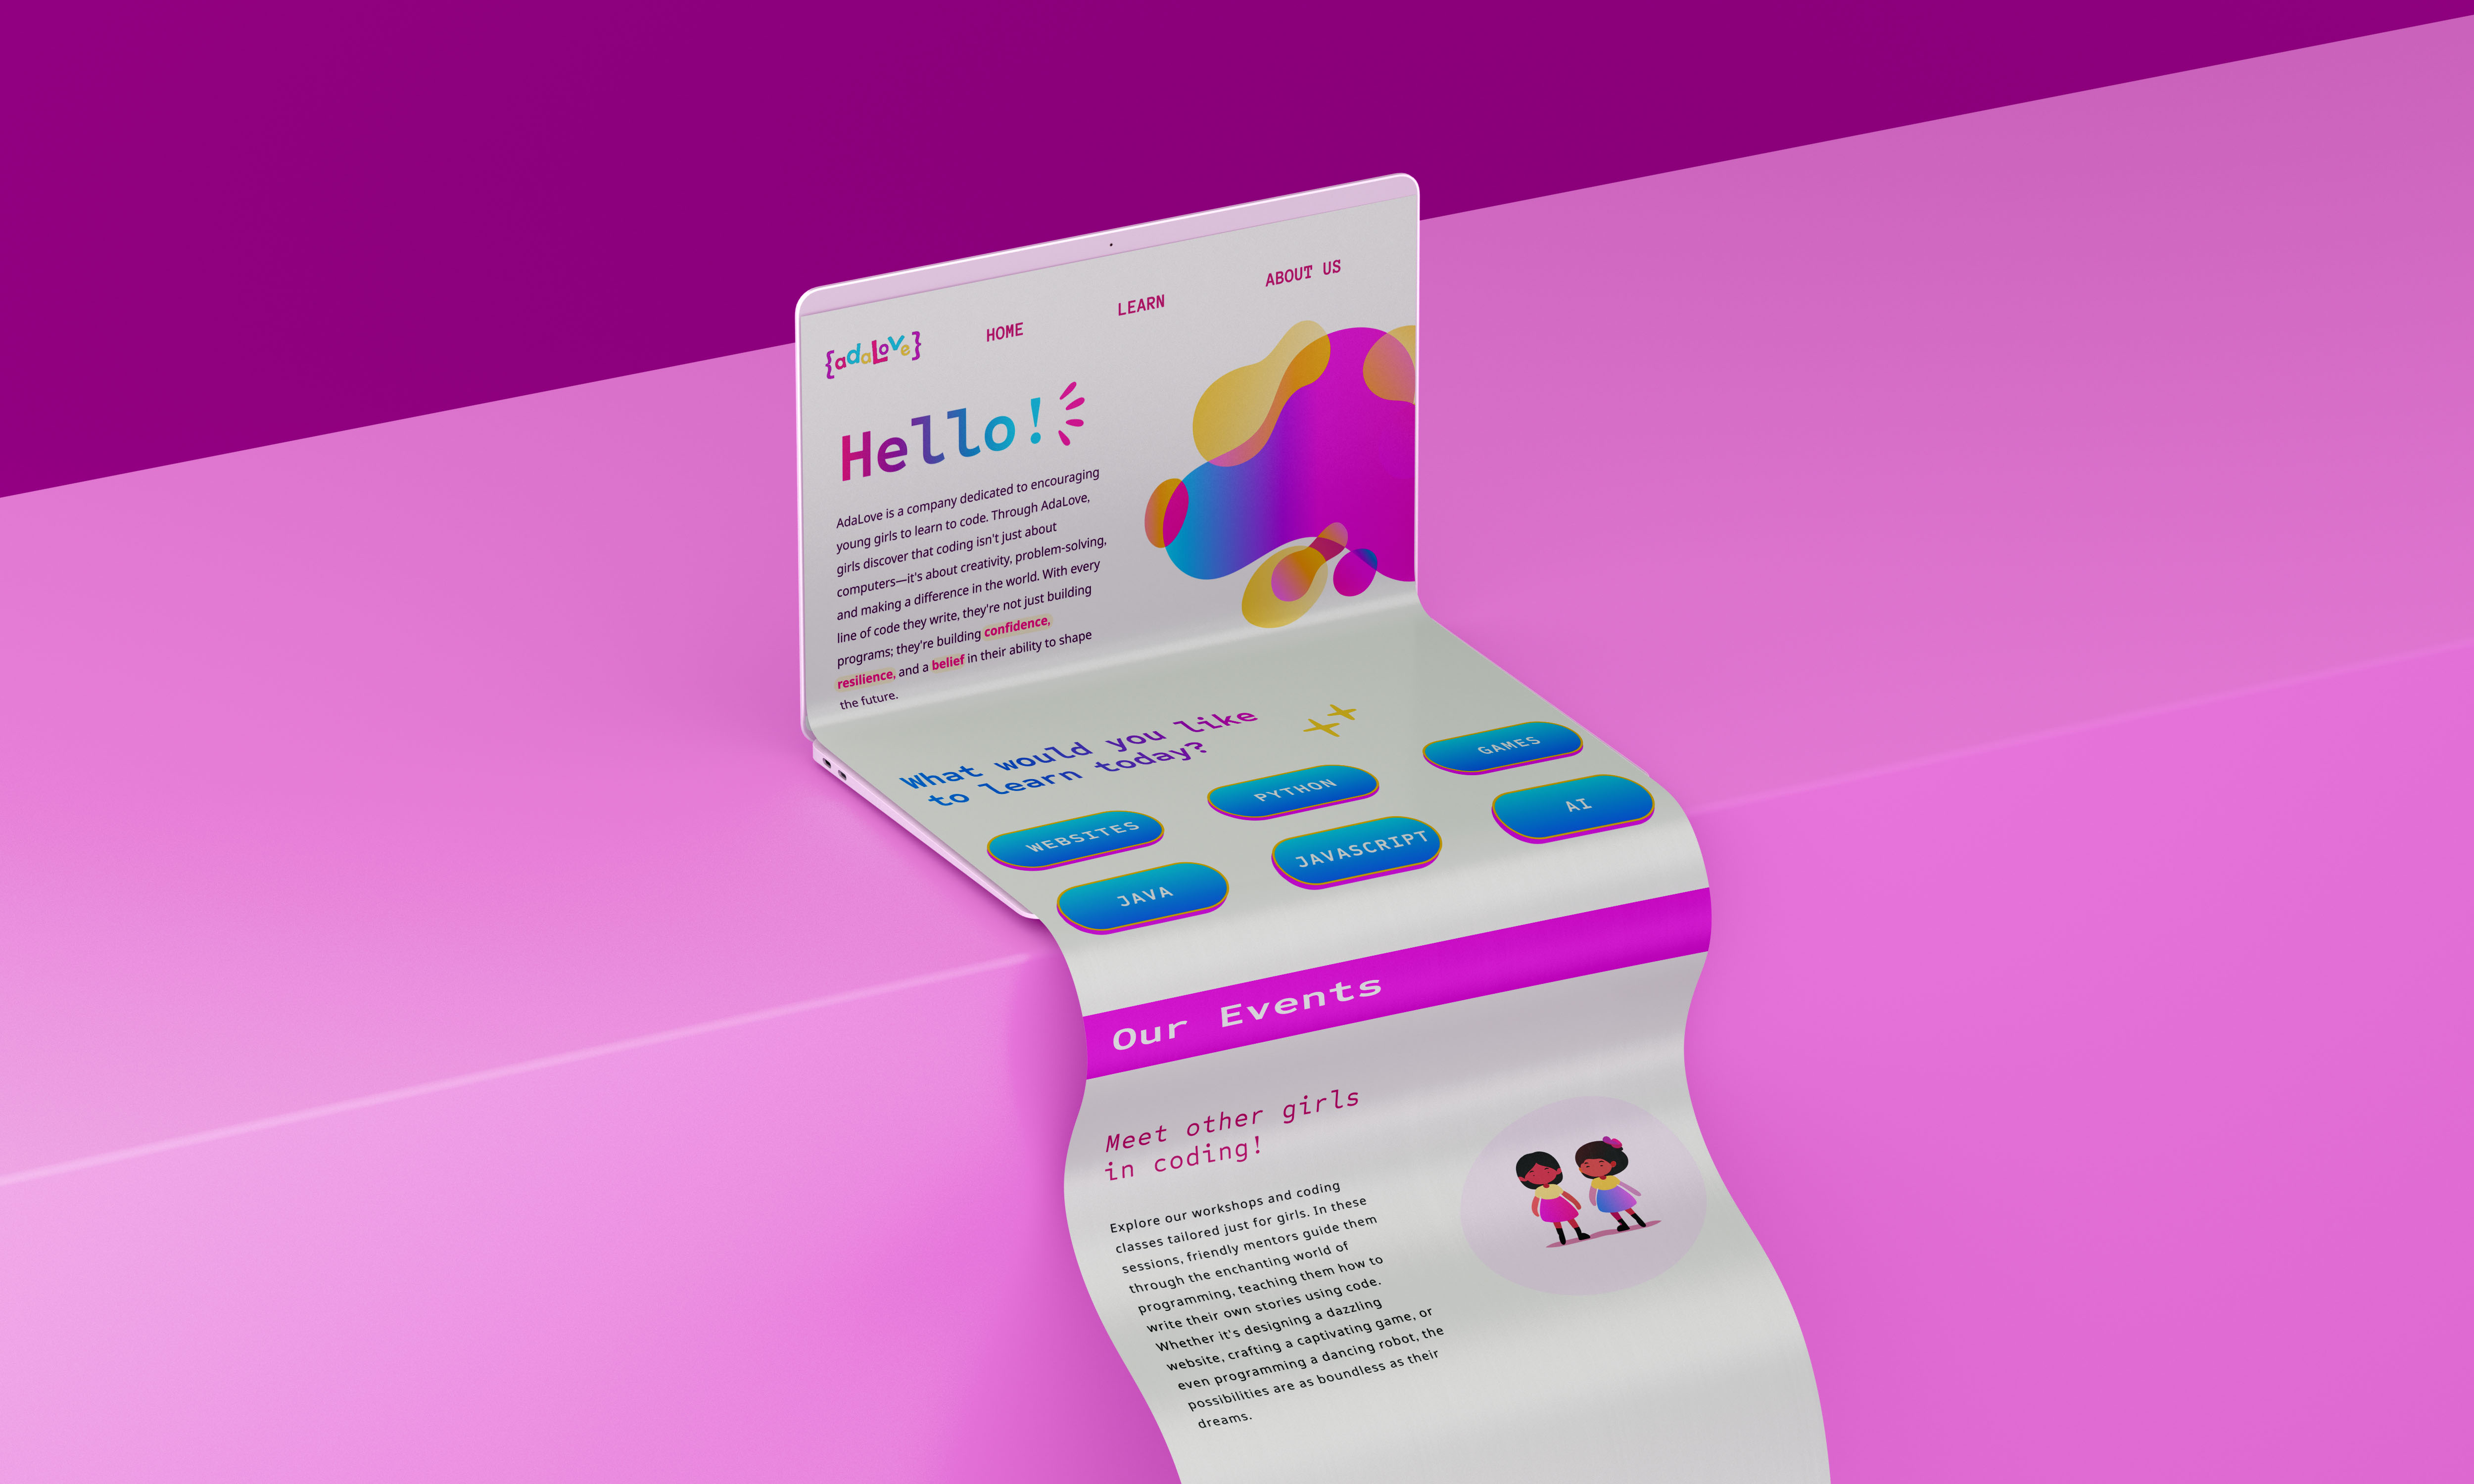 {adaLove}
HOME
LEARN
ABOUT US
Hello!
AdaLove is a company dedicated to encouraging
young girls to learn to code. Through AdaLove,
girls discover that coding isn't just about
computers—it's about creativity, problem-solving,
and making a difference in the world. With every
line of code they write, they're not just building
programs; they're building confidence,
resilience, and a belief in their ability to shape
the future.
What would you like
to learn today?
WEBSITES
PYTHON
GAMES
JAVA
JAVASCRIPT
AI
Our Events
Meet other girls
in coding!
Explore our workshops and coding
classes tailored just for girls. In these
sessions, friendly mentors guide them
through the enchanting world of
programming, teaching them how to
write their own stories using code.
Whether it's designing a dazzling
website, crafting a captivating game, or
even programming a dancing robot, the
possibilities are as boundless as their
dreams.